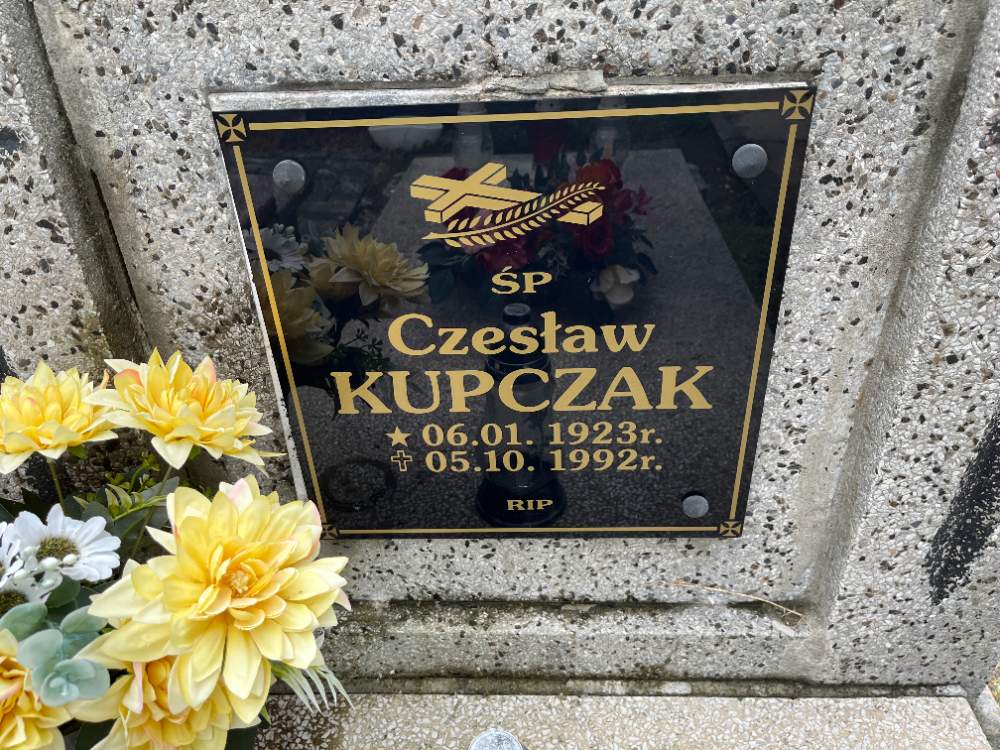 ŚP
Czesław
KUPCZAK
★ 06.01. 1923r.
✞ 05.10. 1992r.
RIP